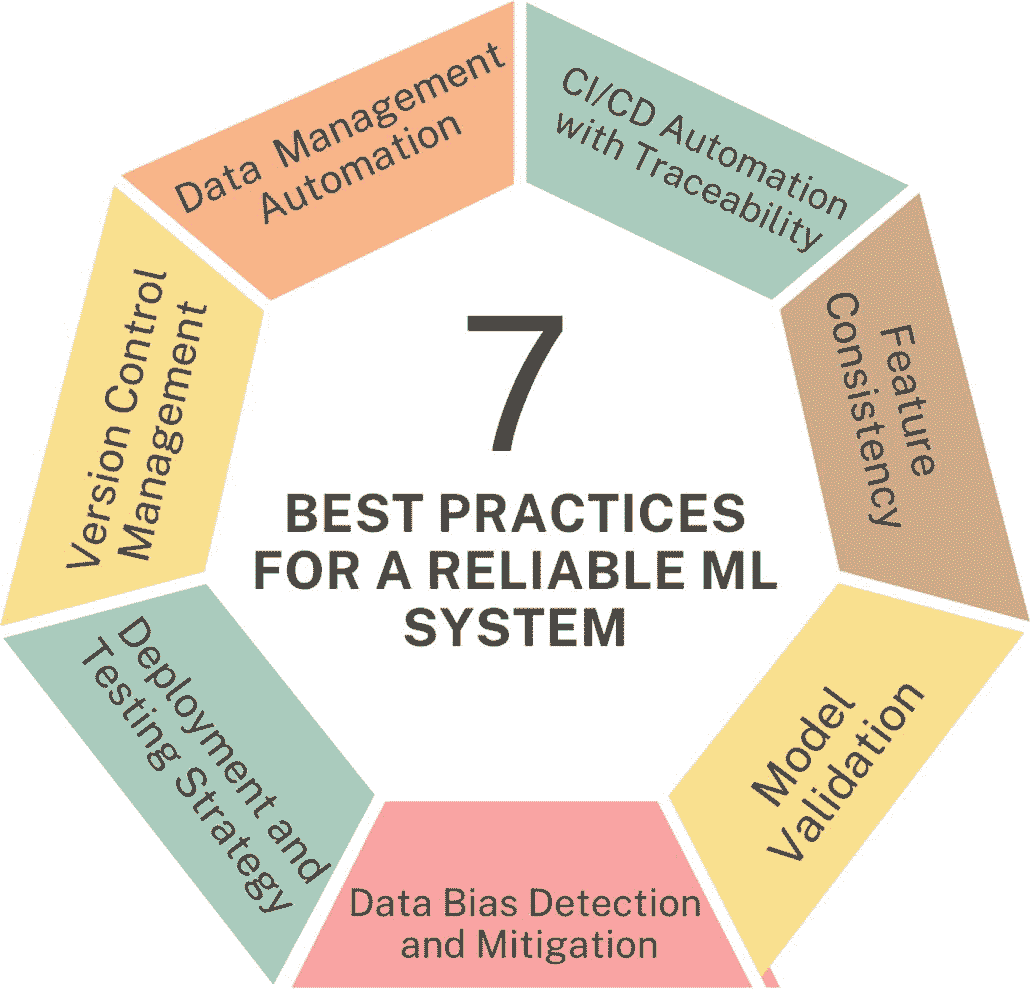 Data Management
Automation
CI/CD Automation
with Traceability
Feature
Consistency
Model
Validation
Data Bias Detection
and Mitigation
Deployment and
Testing Strategy
Version Control
Management
7
BEST PRACTICES
FOR A RELIABLE ML
SYSTEM